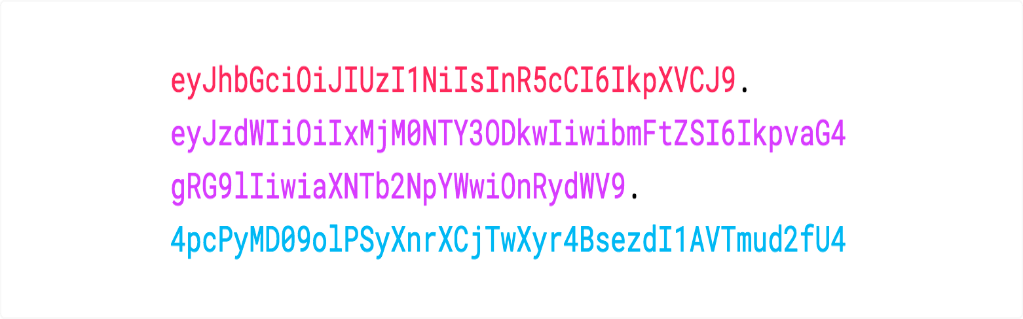 eyJhbGciOiJIUzI1NiIsInR5cCI6IkpXVCJ9.
eyJzdWIiOiIxMjM0NTY3ODkwIiwibmFtZSI6IkpvaG4
gRG9lIiwiaXNTb2NpYWwiOnRydWV9.
4pcPyMD09olPSyXnrXCjTwXyr4BsezdI1AVTmud2fU4